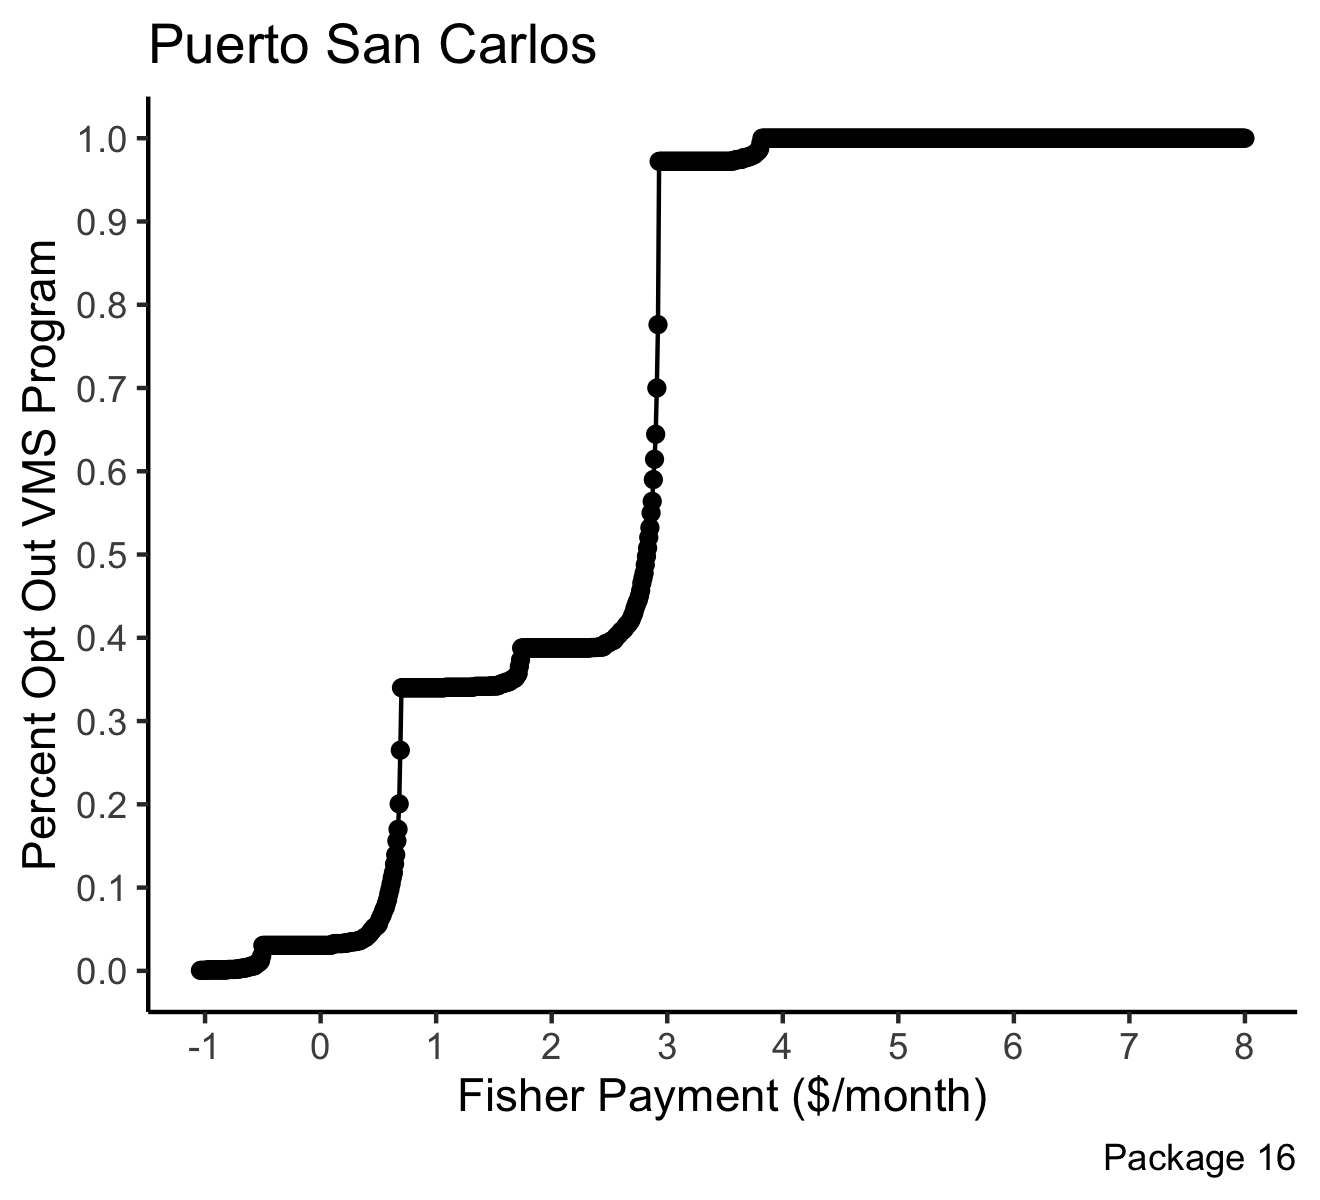 Puerto San Carlos
Percent Opt Out VMS Program
1.0
0.9
0.8
0.7
0.6
0.5
0.4
0.3
0.2
0.1
0.0
-1 0 1 2 3 4 5 6 7 8
Fisher Payment ($/month)
Package 16